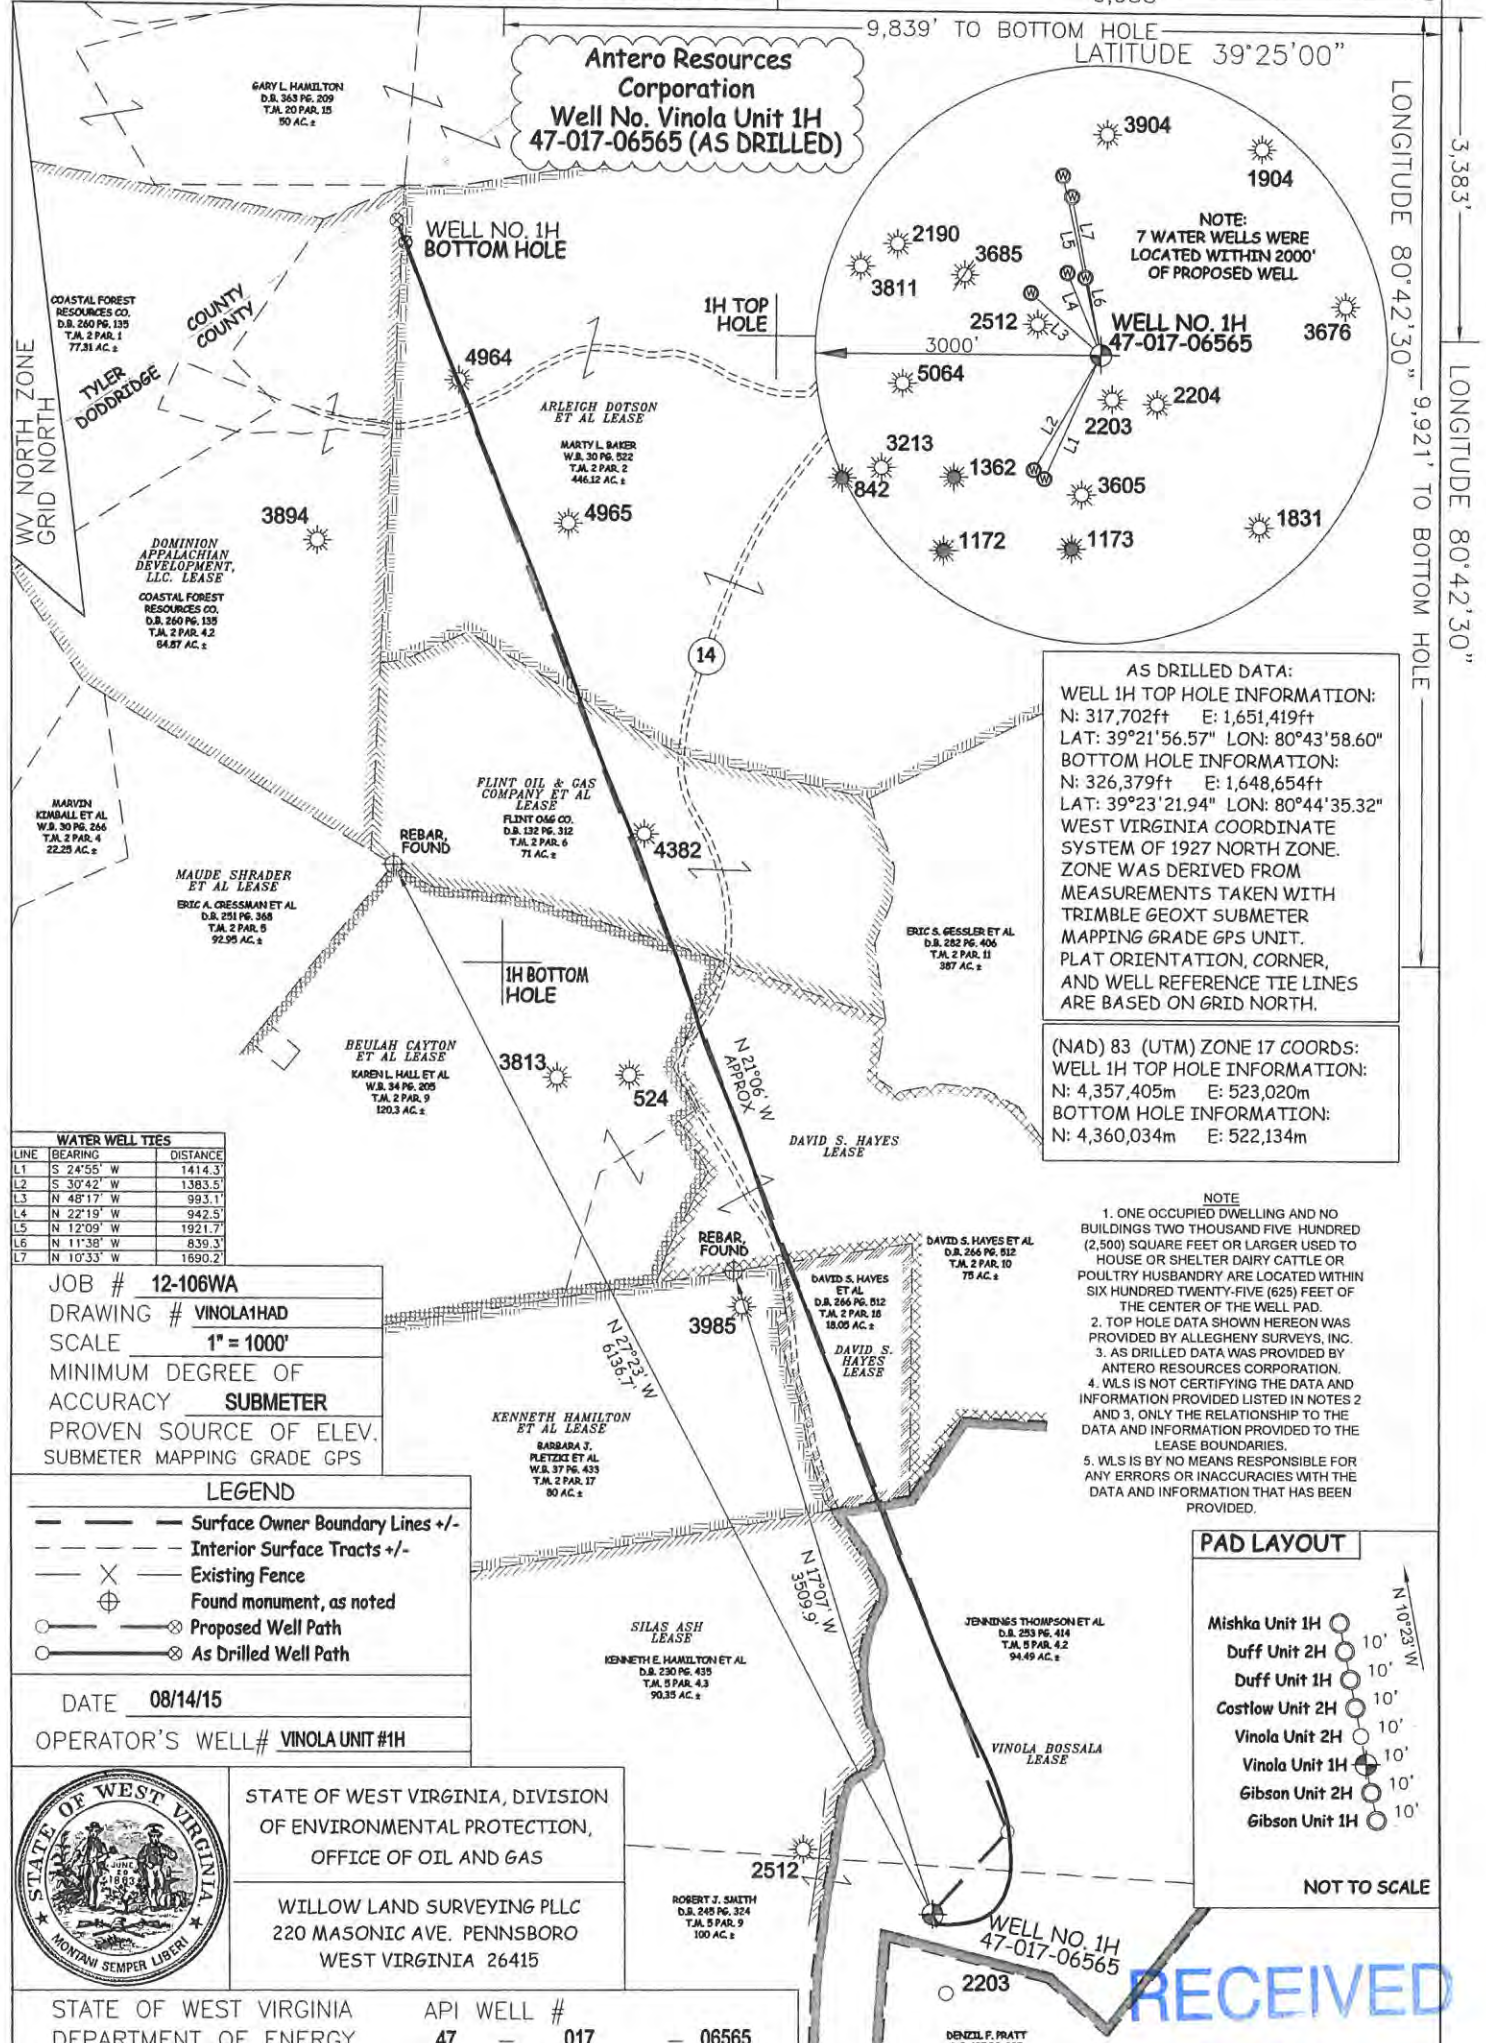 9,839' TO BOTTOM HOLE
LATITUDE 39°25'00"
Antero Resources
Corporation
Well No. Vinola Unit 1H
47-017-06565 (AS DRILLED)
GARY L. HAMILTON
D.B. 363 PG. 209
T.M. 20 PAR. 15
50 AC.±
WELL NO. 1H
BOTTOM HOLE
COASTAL FOREST
RESOURCES CO.
D.B. 260 PG. 135
T.M. 2 PAR. 1
77.31 AC.±
COUNTY
COUNTY
TYLER
DODDRIDGE
WV NORTH ZONE
GRID NORTH
4964
ARLEIGH DOTSON
ET AL LEASE
MARTY L. BAKER
W.B. 30 PG. 522
T.M. 2 PAR. 2
446.12 AC.±
4965
3894
DOMINION
APPALACHIAN
DEVELOPMENT,
LLC. LEASE
COASTAL FOREST
RESOURCES CO.
D.B. 260 PG. 135
T.M. 2 PAR. 4.2
64.87 AC.±
1H TOP
HOLE
3904
1904
NOTE:
7 WATER WELLS WERE
LOCATED WITHIN 2000'
OF PROPOSED WELL
2190
3685
3811
2512
L7
L5
L6
L4
L3
WELL NO. 1H
47-017-06565
3676
3000'
5064
2204
2203
L2
L1
3213
1362
842
3605
1172
1173
1831
LONGITUDE 80°42'30"
3,383'
9,921' TO BOTTOM HOLE
LONGITUDE 80°42'30"
14
AS DRILLED DATA:
WELL 1H TOP HOLE INFORMATION:
N: 317,702ft E: 1,651,419ft
LAT: 39°21'56.57" LON: 80°43'58.60"
BOTTOM HOLE INFORMATION:
N: 326,379ft E: 1,648,654ft
LAT: 39°23'21.94" LON: 80°44'35.32"
WEST VIRGINIA COORDINATE
SYSTEM OF 1927 NORTH ZONE.
ZONE WAS DERIVED FROM
MEASUREMENTS TAKEN WITH
TRIMBLE GEOXT SUBMETER
MAPPING GRADE GPS UNIT.
PLAT ORIENTATION, CORNER,
AND WELL REFERENCE TIE LINES
ARE BASED ON GRID NORTH.
(NAD) 83 (UTM) ZONE 17 COORDS:
WELL 1H TOP HOLE INFORMATION:
N: 4,357,405m E: 523,020m
BOTTOM HOLE INFORMATION:
N: 4,360,034m E: 522,134m
MARVIN
KIMBALL ET AL
W.B. 30 PG. 266
T.M. 2 PAR. 4
22.25 AC.±
REBAR,
FOUND
FLINT OIL & GAS
COMPANY ET AL
LEASE
FLINT O&G CO.
D.B. 132 PG. 312
T.M. 2 PAR. 6
71 AC.±
4382
MAUDE SHRADER
ET AL LEASE
ERIC A. CRESSMAN ET AL
D.B. 251 PG. 368
T.M. 2 PAR. 5
92.95 AC.±
ERIC S. GESSLER ET AL
D.B. 282 PG. 406
T.M. 2 PAR. 11
387 AC.±
1H BOTTOM
HOLE
BEULAH CAYTON
ET AL LEASE
KAREN L. HALL ET AL
W.B. 34 PG. 205
T.M. 2 PAR. 9
120.3 AC.±
3813
524
N 21°06' W
APPROX
DAVID S. HAYES
LEASE
WATER WELL TIES
LINE BEARING DISTANCE
L1 S 24°55' W 1414.3'
L2 S 30°42' W 1383.5'
L3 N 48°17' W 993.1'
L4 N 22°19' W 942.5'
L5 N 12°09' W 1921.7'
L6 N 11°38' W 839.3'
L7 N 10°33' W 1690.2'
JOB # 12-106WA
DRAWING # VINOLA1HAD
SCALE 1" = 1000'
MINIMUM DEGREE OF
ACCURACY SUBMETER
PROVEN SOURCE OF ELEV.
SUBMETER MAPPING GRADE GPS
REBAR,
FOUND
3985
DAVID S. HAYES
ET AL
D.B. 266 PG. 512
T.M. 2 PAR. 18
18.05 AC.±
DAVID S.
HAYES
LEASE
DAVID S. HAYES ET AL
D.B. 266 PG. 512
T.M. 2 PAR. 10
75 AC.±
N 27°23' W
6136.7'
KENNETH HAMILTON
ET AL LEASE
BARBARA J.
PLETZKI ET AL
W.B. 37 PG. 433
T.M. 2 PAR. 17
80 AC.±
NOTE
1. ONE OCCUPIED DWELLING AND NO
BUILDINGS TWO THOUSAND FIVE HUNDRED
(2,500) SQUARE FEET OR LARGER USED TO
HOUSE OR SHELTER DAIRY CATTLE OR
POULTRY HUSBANDRY ARE LOCATED WITHIN
SIX HUNDRED TWENTY-FIVE (625) FEET OF
THE CENTER OF THE WELL PAD.
2. TOP HOLE DATA SHOWN HEREON WAS
PROVIDED BY ALLEGHENY SURVEYS, INC.
3. AS DRILLED DATA WAS PROVIDED BY
ANTERO RESOURCES CORPORATION.
4. WLS IS NOT CERTIFYING THE DATA AND
INFORMATION PROVIDED LISTED IN NOTES 2
AND 3, ONLY THE RELATIONSHIP TO THE
DATA AND INFORMATION PROVIDED TO THE
LEASE BOUNDARIES.
5. WLS IS BY NO MEANS RESPONSIBLE FOR
ANY ERRORS OR INACCURACIES WITH THE
DATA AND INFORMATION THAT HAS BEEN
PROVIDED.
LEGEND
Surface Owner Boundary Lines +/-
Interior Surface Tracts +/-
Existing Fence
Found monument, as noted
Proposed Well Path
As Drilled Well Path
N 17°07' W
3509.9'
SILAS ASH
LEASE
KENNETH E. HAMILTON ET AL
D.B. 230 PG. 435
T.M. 5 PAR. 4.3
90.35 AC.±
JENNINGS THOMPSON ET AL
D.B. 253 PG. 414
T.M. 5 PAR. 4.2
94.49 AC.±
VINOLA BOSSALA
LEASE
PAD LAYOUT
N 10°23' W
Mishka Unit 1H
10'
Duff Unit 2H
10'
Duff Unit 1H
10'
Costlow Unit 2H
10'
Vinola Unit 2H
10'
Vinola Unit 1H
10'
Gibson Unit 2H
10'
Gibson Unit 1H
NOT TO SCALE
DATE 08/14/15
OPERATOR'S WELL# VINOLA UNIT #1H
STATE OF WEST VIRGINIA.
JUNE
20
1863
MONTANI SEMPER LIBERI
STATE OF WEST VIRGINIA, DIVISION
OF ENVIRONMENTAL PROTECTION,
OFFICE OF OIL AND GAS
WILLOW LAND SURVEYING PLLC
220 MASONIC AVE. PENNSBORO
WEST VIRGINIA 26415
2512
ROBERT J. SMITH
D.B. 245 PG. 324
T.M. 5 PAR. 9
100 AC.±
WELL NO. 1H
47-017-06565
2203
RECEIVED
DENZIL F. PRATT
STATE OF WEST VIRGINIA
DEPARTMENT OF ENERGY
API WELL #
47 — 017 — 06565